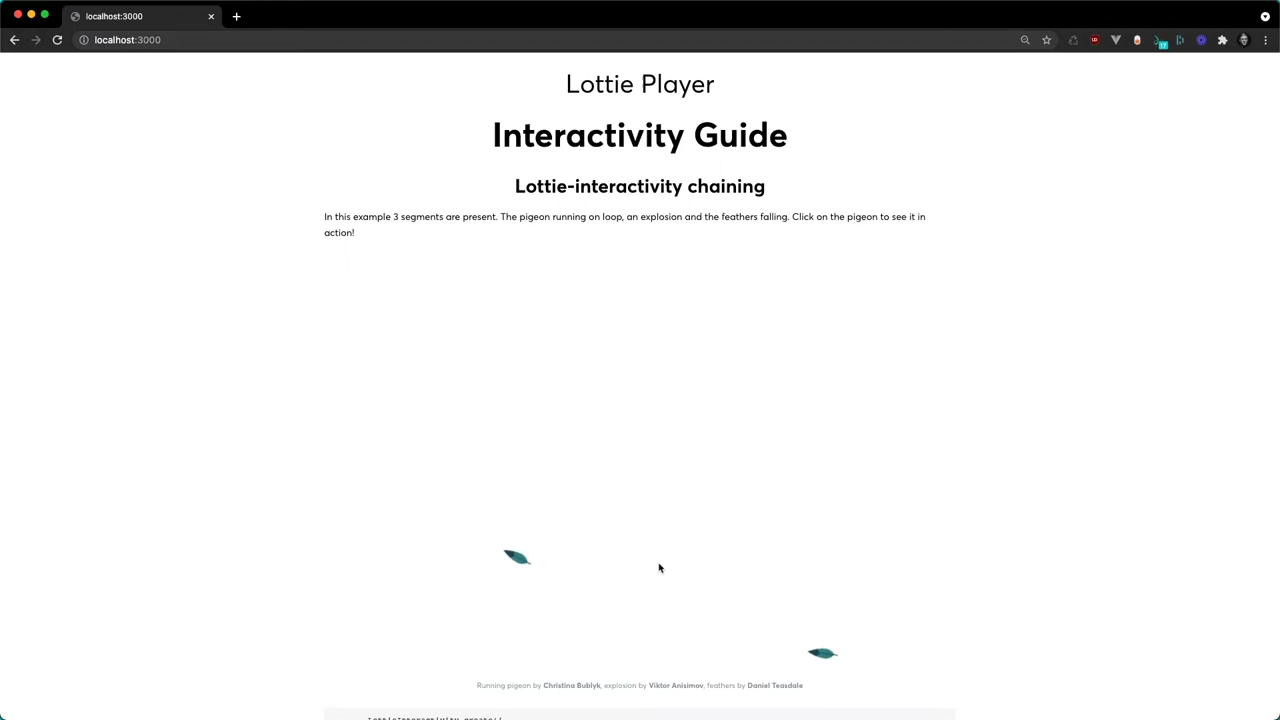 localhost:3000
localhost:3000
Lottie Player
Interactivity Guide
Lottie-interactivity chaining
In this example 3 segments are present. The pigeon running on loop, an explosion and the feathers falling. Click on the pigeon to see it in
action!
Running pigeon by Christina Bublyk, explosion by Viktor Anisimov, feathers by Daniel Teasdale